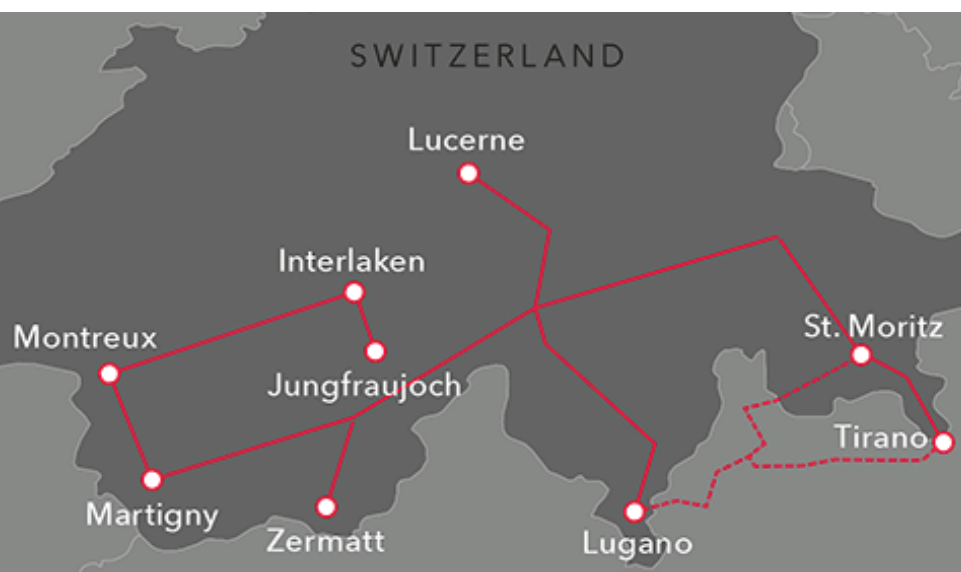 SWITZERLAND
Lucerne
Interlaken
Montreux
St. Moritz
Jungfraujoch
Tirano
Martigny
Zermatt
Lugano